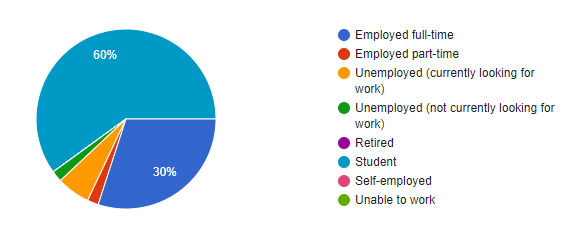 60%
30%
Employed full-time
Employed part-time
Unemployed (currently looking for
work)
Unemployed (not currently looking for
work)
Retired
Student
Self-employed
Unable to work